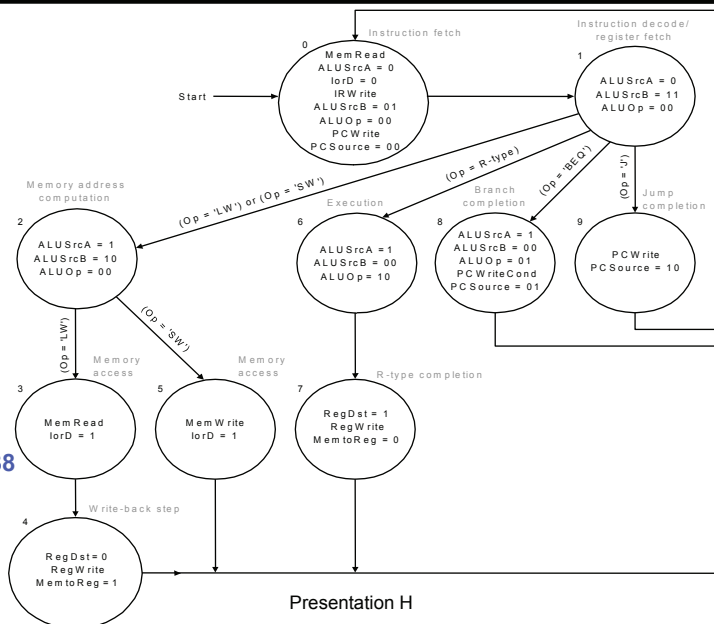 Instruction fetch
0
MemRead
ALUSrcA = 0
IorD = 0
IRWrite
ALUSrcB = 01
ALUOp = 00
PCWrite
PCSource = 00
Start
Instruction decode/
register fetch
1
ALUSrcA = 0
ALUSrcB = 11
ALUOp = 00
(Op = 'LW') or (Op = 'SW')
(Op = R-type)
(Op = 'BEQ')
(Op = 'J')
Memory address
computation
2
ALUSrcA = 1
ALUSrcB = 10
ALUOp = 00
Execution
6
ALUSrcA = 1
ALUSrcB = 00
ALUOp = 10
Branch
completion
8
ALUSrcA = 1
ALUSrcB = 00
ALUOp = 01
PCWriteCond
PCSource = 01
Jump
completion
9
PCWrite
PCSource = 10
(Op = 'LW')
(Op = 'SW')
Memory
access
3
MemRead
IorD = 1
Memory
access
5
MemWrite
IorD = 1
R-type completion
7
RegDst = 1
RegWrite
MemtoReg = 0
38
Write-back step
4
RegDst = 0
RegWrite
MemtoReg = 1
Presentation H